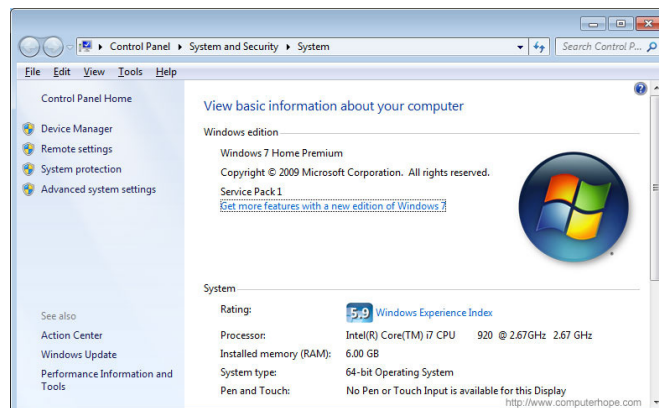 Control Panel ▸ System and Security ▸ System
Search Control P...
File Edit View Tools Help
Control Panel Home
Device Manager
Remote settings
System protection
Advanced system settings
See also
Action Center
Windows Update
Performance Information and
Tools
View basic information about your computer
Windows edition
Windows 7 Home Premium
Copyright © 2009 Microsoft Corporation. All rights reserved.
Service Pack 1
Get more features with a new edition of Windows 7
System
Rating: 5.9 Windows Experience Index
Processor: Intel(R) Core(TM) i7 CPU 920 @ 2.67GHz 2.67 GHz
Installed memory (RAM): 6.00 GB
System type: 64-bit Operating System
Pen and Touch: No Pen or Touch Input is available for this Display
http://www.computerhope.com